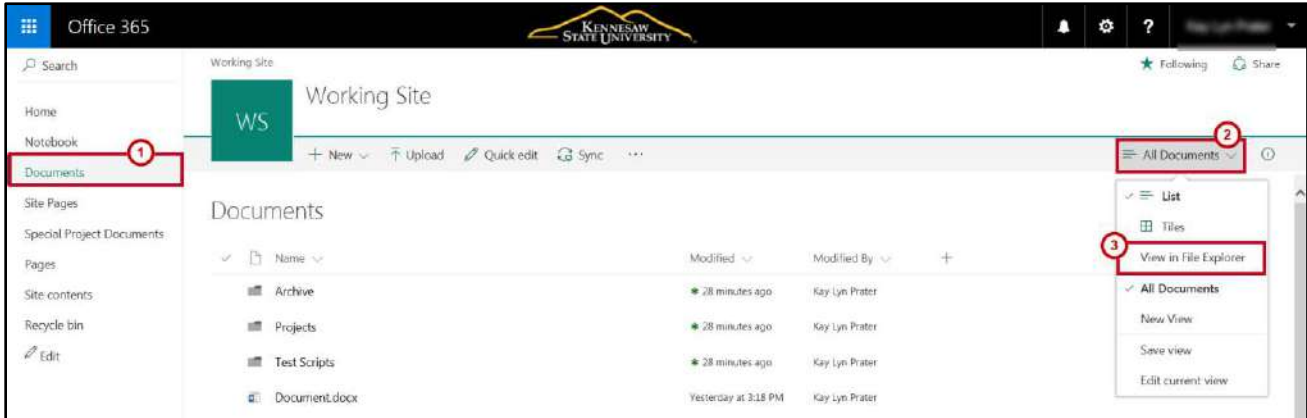 Office 365
KENNESAW
STATE UNIVERSITY
?
Search
Working Site
Following
Share
WS
Working Site
Home
Notebook
1
Documents
Site Pages
Special Project Documents
Pages
Site contents
Recycle bin
Edit
+ New
Upload
Quick edit
Sync
...
2
All Documents
Documents
Name
Modified
Modified By
+
Archive
28 minutes ago
Kay Lyn Prater
Projects
28 minutes ago
Kay Lyn Prater
Test Scripts
28 minutes ago
Kay Lyn Prater
Document.docx
Yesterday at 3:18 PM
Kay Lyn Prater
List
Tiles
3
View in File Explorer
All Documents
New View
Save view
Edit current view